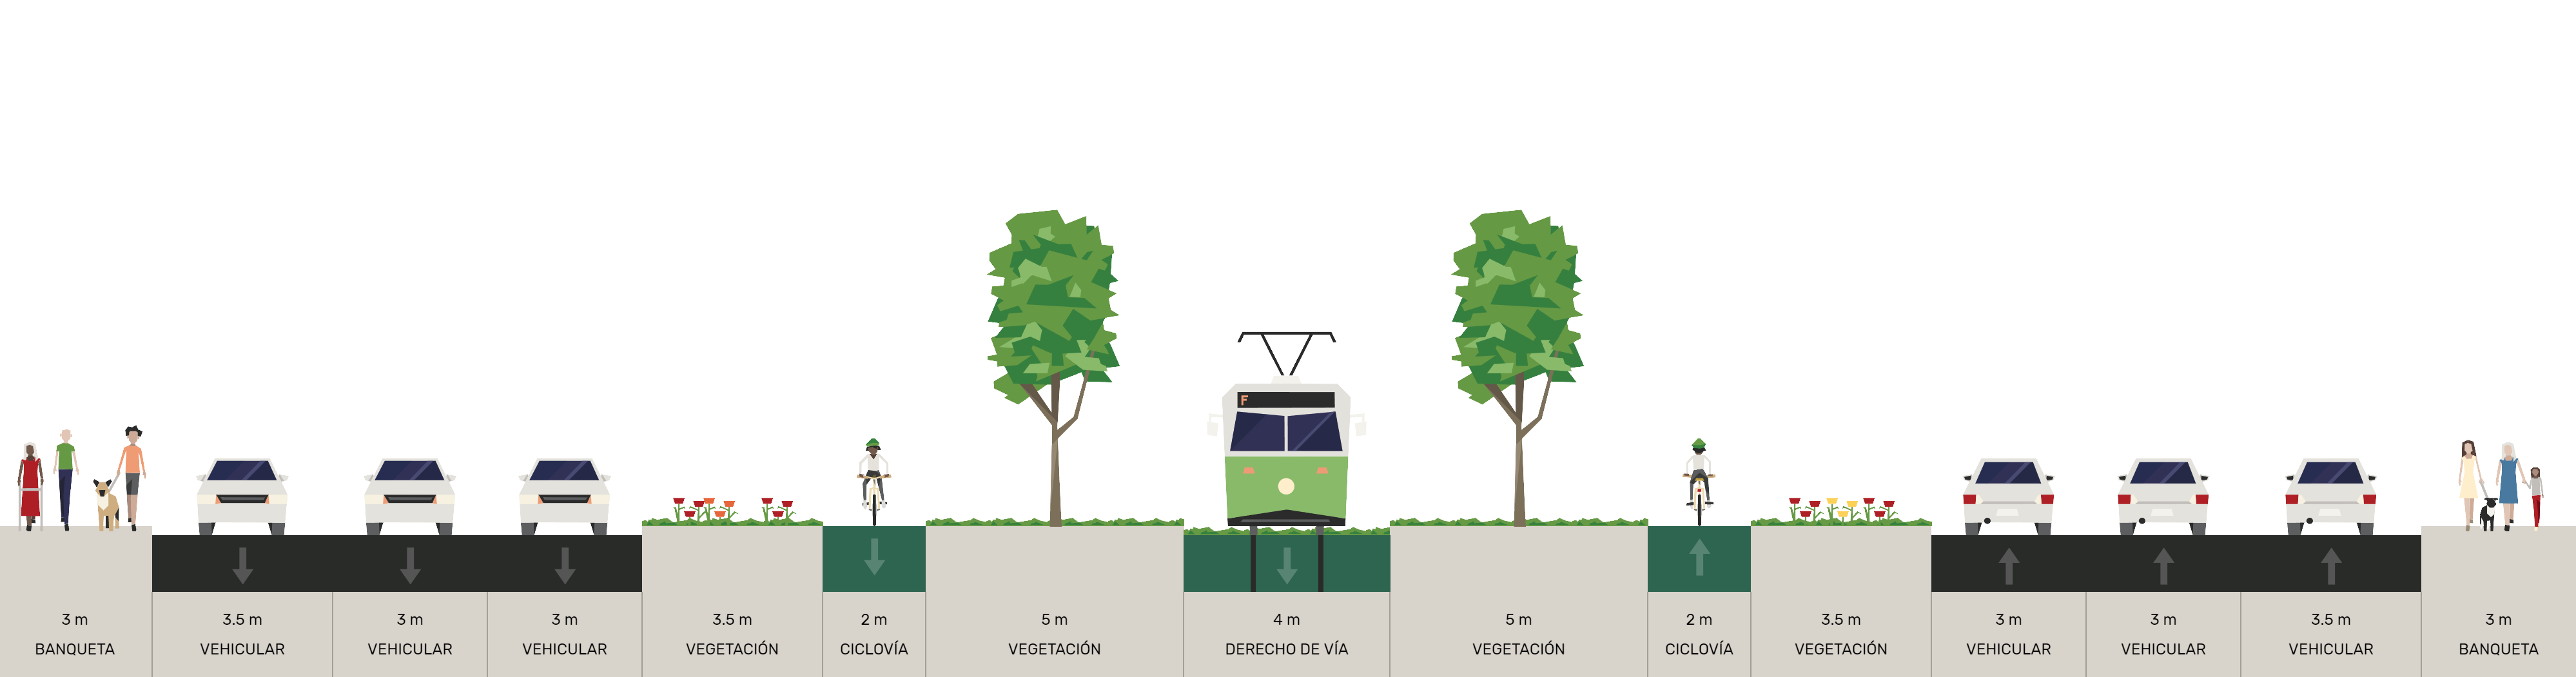 F
3 m
BANQUETA
3.5 m
VEHICULAR
3 m
VEHICULAR
3 m
VEHICULAR
3.5 m
VEGETACIÓN
2 m
CICLOVÍA
5 m
VEGETACIÓN
4 m
DERECHO DE VÍA
5 m
VEGETACIÓN
2 m
CICLOVÍA
3.5 m
VEGETACIÓN
3 m
VEHICULAR
3 m
VEHICULAR
3.5 m
VEHICULAR
3 m
BANQUETA